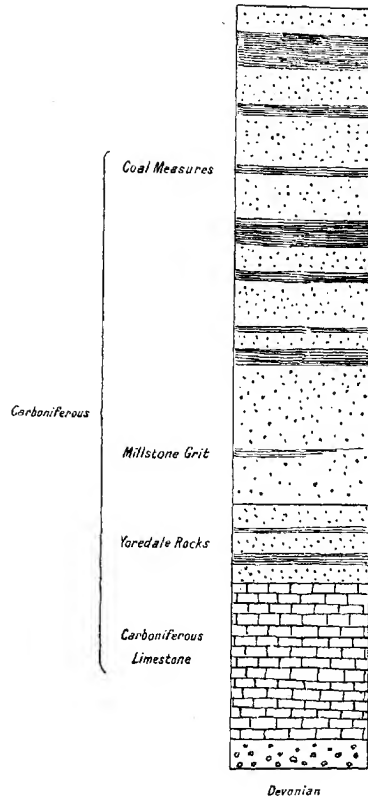 Coal Measures
Carboniferous
Millstone Grit
Yoredale Rocks
Carboniferous
Limestone
Devonian